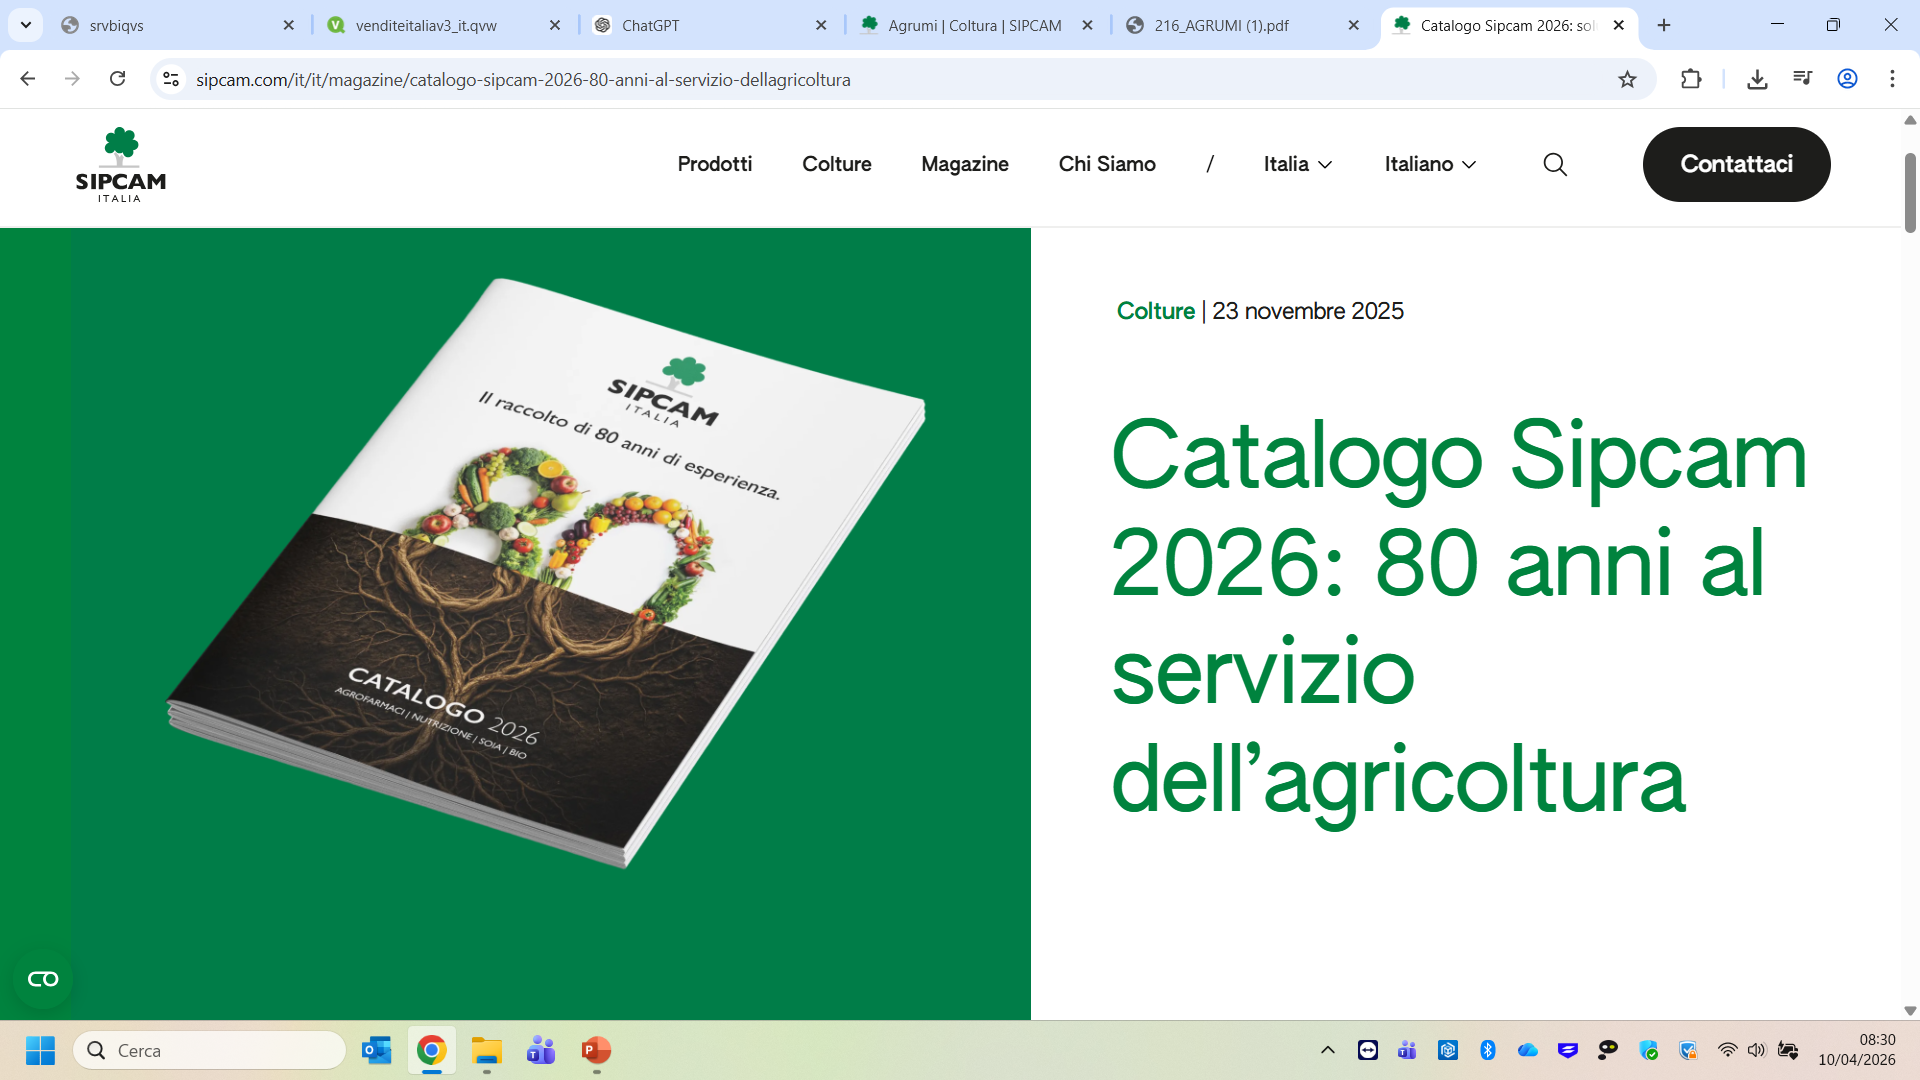 srvbiqvs
venditeitaliav3_it.qvw
ChatGPT
Agrumi | Coltura | SIPCAM
216_AGRUMI (1).pdf
Catalogo Sipcam 2026: sol
sipcam.com/it/it/magazine/catalogo-sipcam-2026-80-anni-al-servizio-dellagricoltura
SIPCAM
ITALIA
Prodotti
Colture
Magazine
Chi Siamo
/
Italia
Italiano
Contattaci
SIPCAM
ITALIA
Il raccolto di 80 anni di esperienza.
80
CATALOGO 2026
AGROFARMACI | NUTRIZIONE | SOIA | BIO
Colture | 23 novembre 2025
Catalogo Sipcam
2026: 80 anni al
servizio
dell’agricoltura
Cerca
08:30
10/04/2026